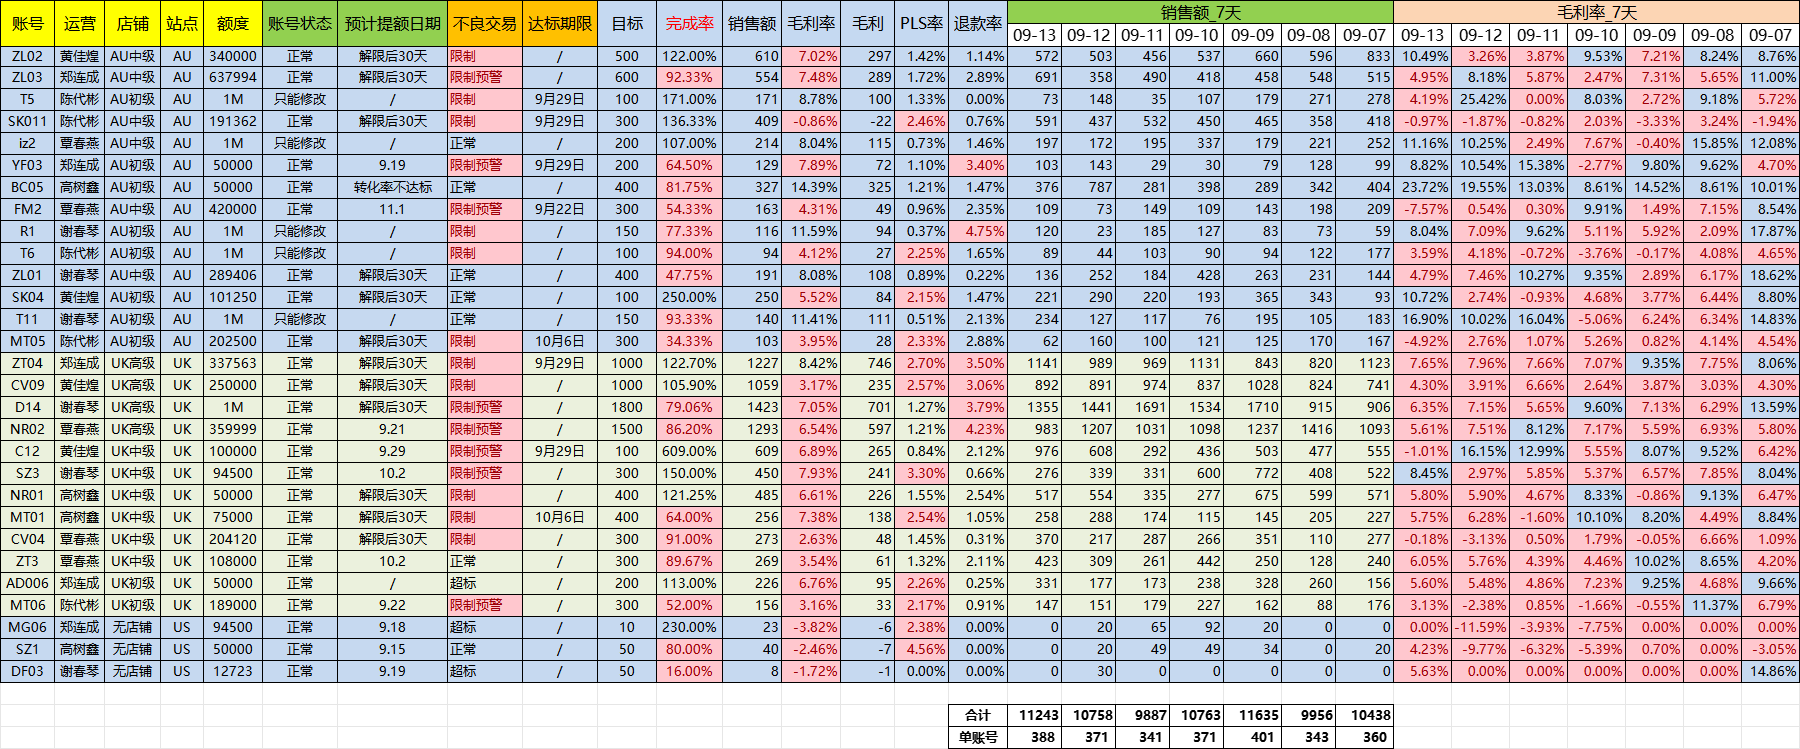 账号 运营 店铺 站点 额度 账号状态 预计提额日期 不良交易 达标期限 目标 完成率 销售额 毛利率 毛利 PLS率 退款率 销售额_7天 毛利率_7天
09-13 09-12 09-11 09-10 09-09 09-08 09-07 09-13 09-12 09-11 09-10 09-09 09-08 09-07
ZL02 黄佳煌 AU中级 AU 340000 正常 解限后30天 限制 / 500 122.00% 610 7.02% 297 1.42% 1.14% 572 503 456 537 660 596 833 10.49% 3.26% 3.87% 9.53% 7.21% 8.24% 8.76%
ZL03 郑连成 AU中级 AU 637994 正常 解限后30天 限制预警 / 600 92.33% 554 7.48% 289 1.72% 2.89% 691 358 490 418 458 548 515 4.95% 8.18% 5.87% 2.47% 7.31% 5.65% 11.00%
T5 陈代彬 AU初级 AU 1M 只能修改 / 限制 9月29日 100 171.00% 171 8.78% 100 1.33% 0.00% 73 148 35 107 179 271 278 4.19% 25.42% 0.00% 8.03% 2.72% 9.18% 5.72%
SK011 陈代彬 AU中级 AU 191362 正常 解限后30天 限制 9月29日 300 136.33% 409 -0.86% -22 2.46% 0.76% 591 437 532 450 465 358 418 -0.97% -1.87% -0.82% 2.03% -3.33% 3.24% -1.94%
iz2 覃春燕 AU中级 AU 1M 只能修改 / 正常 / 200 107.00% 214 8.04% 115 0.73% 1.46% 197 172 195 337 179 221 252 11.16% 10.25% 2.49% 7.67% -0.40% 15.85% 12.08%
YF03 郑连成 AU初级 AU 50000 正常 9.19 限制预警 9月29日 200 64.50% 129 7.89% 72 1.10% 3.40% 103 143 29 30 79 128 99 8.82% 10.54% 15.38% -2.77% 9.80% 9.62% 4.70%
BC05 高树鑫 AU初级 AU 50000 正常 转化率不达标 正常 / 400 81.75% 327 14.39% 325 1.21% 1.47% 376 787 281 398 289 342 404 23.72% 19.55% 13.03% 8.61% 14.52% 8.61% 10.01%
FM2 覃春燕 AU中级 AU 420000 正常 11.1 限制预警 9月22日 300 54.33% 163 4.31% 49 0.96% 2.35% 109 73 149 109 143 198 209 -7.57% 0.54% 0.30% 9.91% 1.49% 7.15% 8.54%
R1 谢春琴 AU初级 AU 1M 只能修改 / 限制 / 150 77.33% 116 11.59% 94 0.37% 4.75% 120 23 185 127 83 73 59 8.04% 7.09% 9.62% 5.11% 5.92% 2.09% 17.87%
T6 陈代彬 AU初级 AU 1M 只能修改 / 限制 / 100 94.00% 94 4.12% 27 2.25% 1.65% 89 44 103 90 94 122 177 3.59% 4.18% -0.72% -3.76% -0.17% 4.08% 4.65%
ZL01 谢春琴 AU中级 AU 289406 正常 解限后30天 正常 / 400 47.75% 191 8.08% 108 0.89% 0.22% 136 252 184 428 263 231 144 4.79% 7.46% 10.27% 9.35% 2.89% 6.17% 18.62%
SK04 黄佳煌 AU初级 AU 101250 正常 解限后30天 正常 / 100 250.00% 250 5.52% 84 2.15% 1.47% 221 290 220 193 365 343 93 10.72% 2.74% -0.93% 4.68% 3.77% 6.44% 8.80%
T11 谢春琴 AU初级 AU 1M 只能修改 / 正常 / 150 93.33% 140 11.41% 111 0.51% 2.13% 234 127 117 76 195 105 183 16.90% 10.02% 16.04% -5.06% 6.24% 6.34% 14.83%
MT05 陈代彬 AU初级 AU 202500 正常 解限后30天 限制 10月6日 300 34.33% 103 3.95% 28 2.33% 2.88% 62 160 100 121 125 170 167 -4.92% 2.76% 1.07% 5.26% 0.82% 4.14% 4.54%
ZT04 郑连成 UK高级 UK 337563 正常 解限后30天 限制 9月29日 1000 122.70% 1227 8.42% 746 2.70% 3.50% 1141 989 969 1131 843 820 1123 7.65% 7.96% 7.66% 7.07% 9.35% 7.75% 8.06%
CV09 黄佳煌 UK高级 UK 250000 正常 解限后30天 限制 / 1000 105.90% 1059 3.17% 235 2.57% 3.06% 892 891 974 837 1028 824 741 4.30% 3.91% 6.66% 2.64% 3.87% 3.03% 4.30%
D14 谢春琴 UK高级 UK 1M 正常 解限后30天 限制预警 / 1800 79.06% 1423 7.05% 701 1.27% 3.79% 1355 1441 1691 1534 1710 915 906 6.35% 7.15% 5.65% 9.60% 7.13% 6.29% 13.59%
NR02 覃春燕 UK高级 UK 359999 正常 9.21 限制预警 / 1500 86.20% 1293 6.54% 597 1.21% 4.23% 983 1207 1031 1098 1237 1416 1093 5.61% 7.51% 8.12% 7.17% 5.59% 6.93% 5.80%
C12 黄佳煌 UK中级 UK 100000 正常 9.29 限制预警 9月29日 100 609.00% 609 6.89% 265 0.84% 2.12% 976 608 292 436 503 477 555 -1.01% 16.15% 12.99% 5.55% 8.07% 9.52% 6.42%
SZ3 谢春琴 UK中级 UK 94500 正常 10.2 限制预警 / 300 150.00% 450 7.93% 241 3.30% 0.66% 276 339 331 600 772 408 522 8.45% 2.97% 5.85% 5.37% 6.57% 7.85% 8.04%
NR01 高树鑫 UK中级 UK 50000 正常 解限后30天 限制 / 400 121.25% 485 6.61% 226 1.55% 2.54% 517 554 335 277 675 599 571 5.80% 5.90% 4.67% 8.33% -0.86% 9.13% 6.47%
MT01 高树鑫 UK中级 UK 75000 正常 解限后30天 限制 10月6日 400 64.00% 256 7.38% 138 2.54% 1.05% 258 288 174 115 145 205 227 5.75% 6.28% -1.60% 10.10% 8.20% 4.49% 8.84%
CV04 覃春燕 UK中级 UK 204120 正常 解限后30天 限制 / 300 91.00% 273 2.63% 48 1.45% 0.31% 370 217 287 266 351 110 277 -0.18% -3.13% 0.50% 1.79% -0.05% 6.66% 1.09%
ZT3 覃春燕 UK中级 UK 108000 正常 10.2 正常 / 300 89.67% 269 3.54% 61 1.32% 2.11% 423 309 261 442 250 128 240 6.05% 5.76% 4.39% 4.46% 10.02% 8.65% 4.20%
AD006 郑连成 UK初级 UK 50000 正常 / 超标 / 200 113.00% 226 6.76% 95 2.26% 0.25% 331 177 173 238 328 260 156 5.60% 5.48% 4.86% 7.23% 9.25% 4.68% 9.66%
MT06 陈代彬 UK初级 UK 189000 正常 9.22 限制预警 / 300 52.00% 156 3.16% 33 2.17% 0.91% 147 151 179 227 162 88 176 3.13% -2.38% 0.85% -1.66% -0.55% 11.37% 6.79%
MG06 郑连成 无店铺 US 94500 正常 9.18 超标 / 10 230.00% 23 -3.82% -6 2.38% 0.00% 0 20 65 92 20 0 0 0.00% -11.59% -3.93% -7.75% 0.00% 0.00% 0.00%
SZ1 高树鑫 无店铺 US 50000 正常 9.15 正常 / 50 80.00% 40 -2.46% -7 4.56% 0.00% 0 20 49 49 34 0 20 4.23% -9.77% -6.32% -5.39% 0.70% 0.00% -3.05%
DF03 谢春琴 无店铺 US 12723 正常 9.19 超标 / 50 16.00% 8 -1.72% -1 0.00% 0.00% 0 30 0 0 0 0 0 5.63% 0.00% 0.00% 0.00% 0.00% 0.00% 14.86%
合计 11243 10758 9887 10763 11635 9956 10438
单账号 388 371 341 371 401 343 360